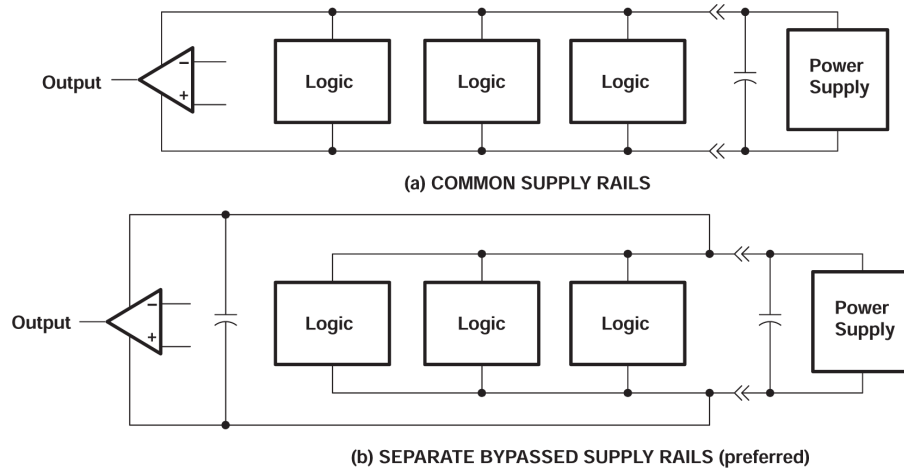 Output
−
+
Logic
Logic
Logic
Power
Supply
(a) COMMON SUPPLY RAILS
Output
−
+
Logic
Logic
Logic
Power
Supply
(b) SEPARATE BYPASSED SUPPLY RAILS (preferred)